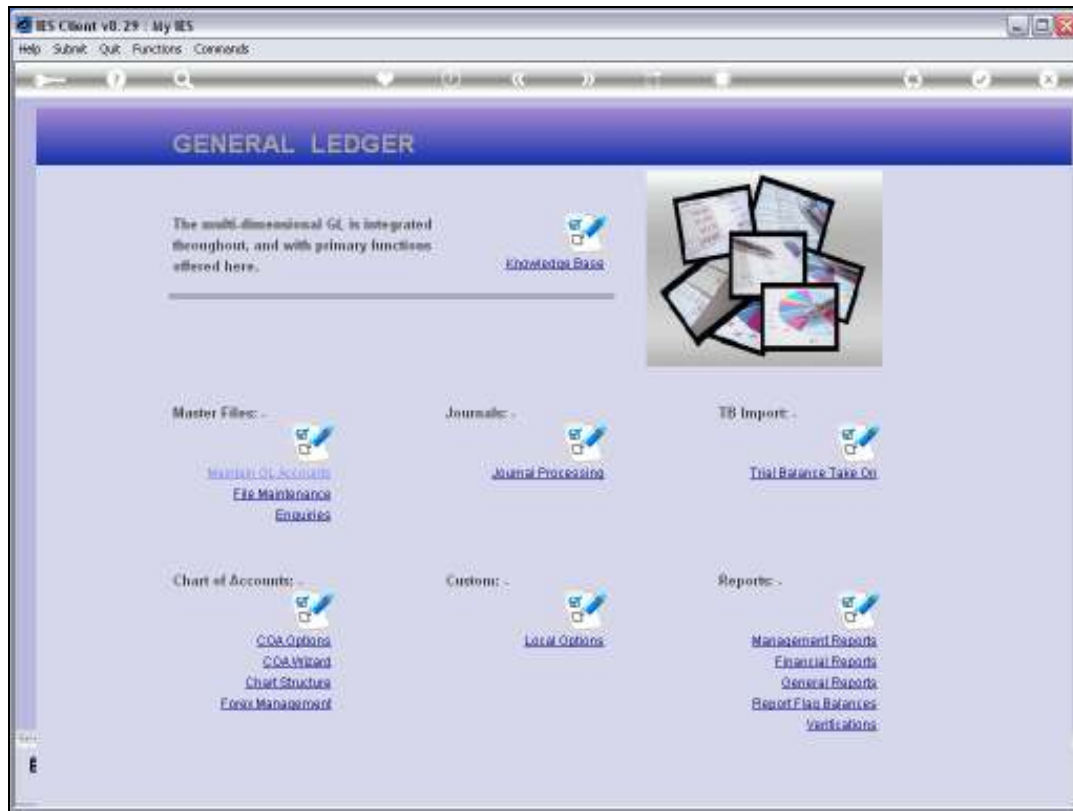 IES Client v8.29 : My IES
Help Submit Quit Functions Commands
GENERAL LEDGER
The multi-dimensional GL is integrated
throughout, and with primary functions
offered here.
Knowledge Base
Master Files: - Journals: - TB Import: -
Maintain GL Accounts Journal Processing Trial Balance Take On
File Maintenance
Enquiries
Chart of Accounts: - Custom: - Reports: -
COA Options Local Options Management Reports
COA Wizard Financial Reports
Chart Structure General Reports
Forex Management Report Flag Balances
Verifications